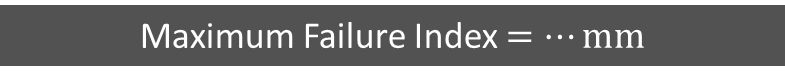 Maximum Failure Index = ⋯ mm